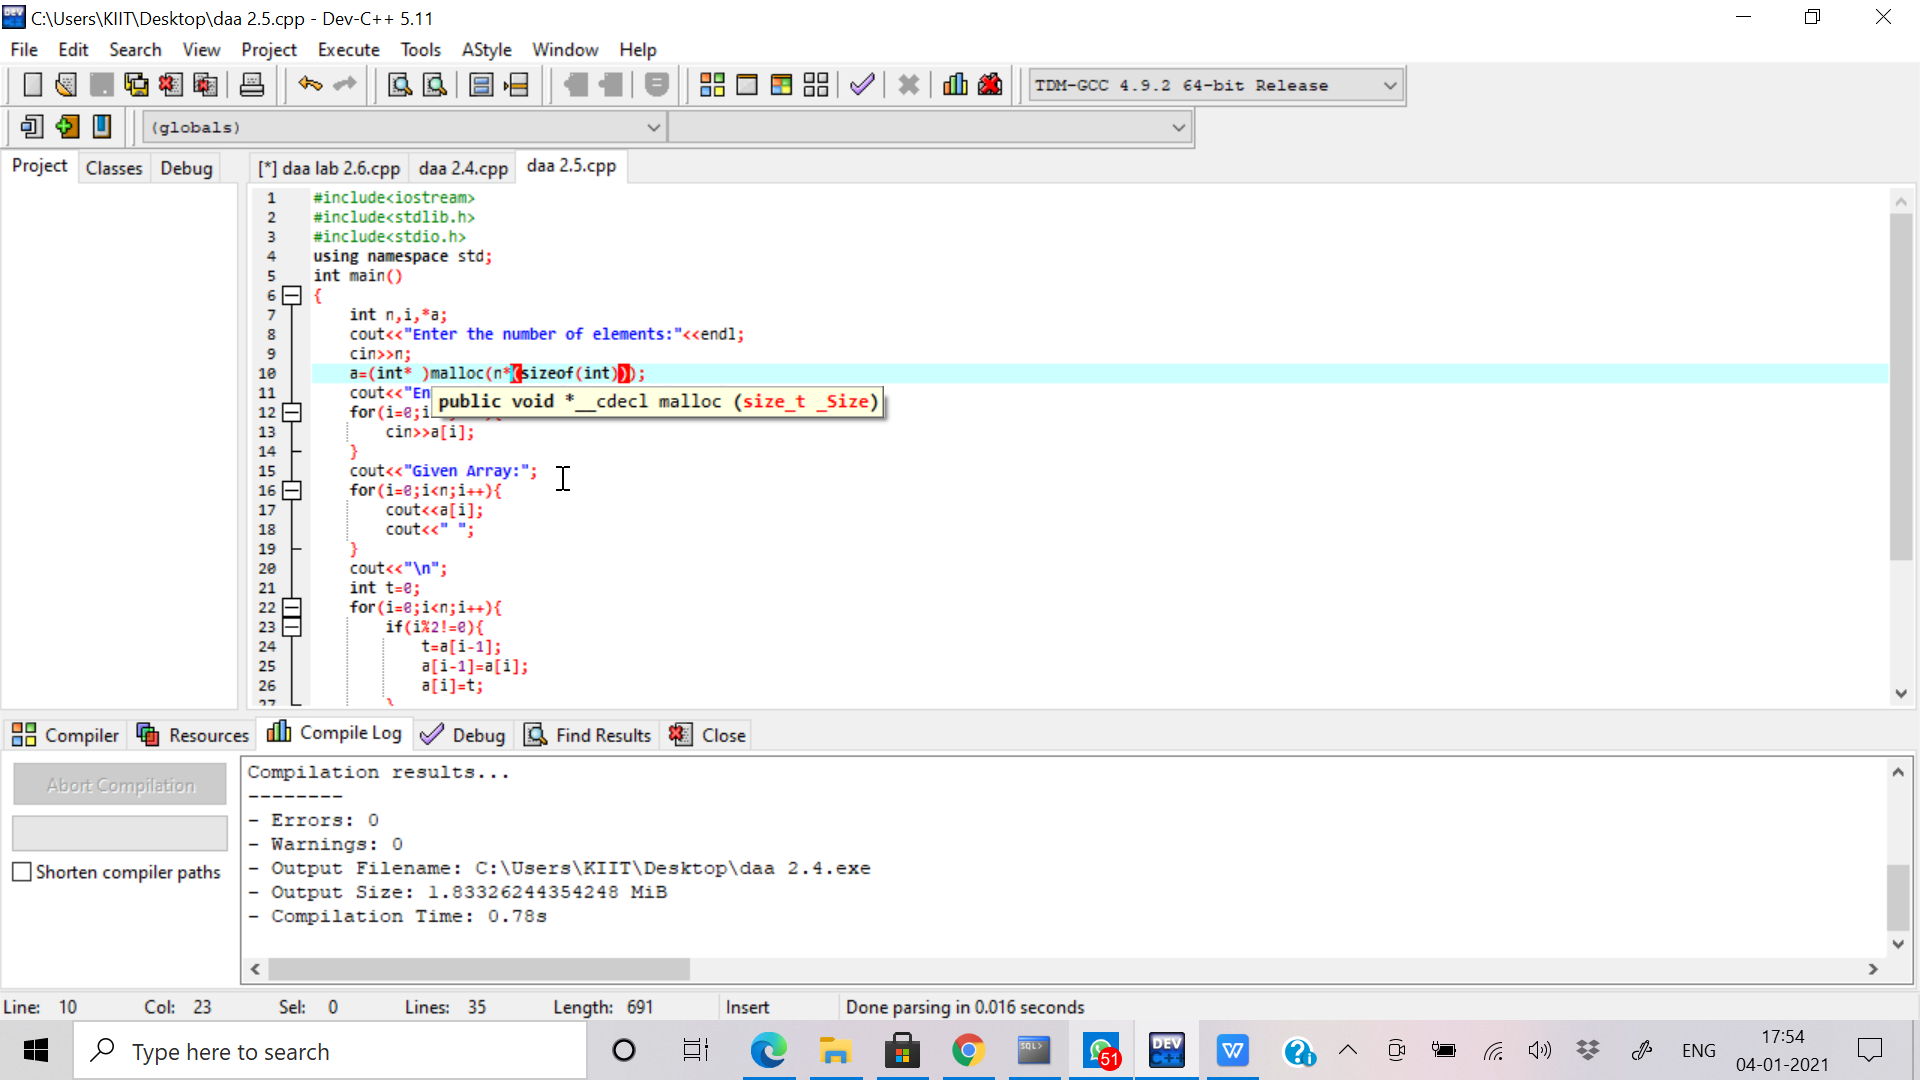 C:\Users\KIIT\Desktop\daa 2.5.cpp - Dev-C++ 5.11
File Edit Search View Project Execute Tools AStyle Window Help
TDM-GCC 4.9.2 64-bit Release
(globals)
Project Classes Debug [*] daa lab 2.6.cpp daa 2.4.cpp daa 2.5.cpp
1 #include<iostream>
2 #include<stdlib.h>
3 #include<stdio.h>
4 using namespace std;
5 int main()
6 {
7 int n,i,*a;
8 cout<<"Enter the number of elements:"<<endl;
9 cin>>n;
10 a=(int* )malloc(n*(sizeof(int)));
11 cout<<"En
public void *__cdecl malloc (size_t _Size)
12 for(i=0;i
13 cin>>a[i];
14 }
15 cout<<"Given Array:";
16 for(i=0;i<n;i++){
17 cout<<a[i];
18 cout<<" ";
19 }
20 cout<<"\n";
21 int t=0;
22 for(i=0;i<n;i++){
23 if(i%2!=0){
24 t=a[i-1];
25 a[i-1]=a[i];
26 a[i]=t;
27 }
Compiler Resources Compile Log Debug Find Results Close
Abort Compilation
Shorten compiler paths
Compilation results...
--------
- Errors: 0
- Warnings: 0
- Output Filename: C:\Users\KIIT\Desktop\daa 2.4.exe
- Output Size: 1.83326244354248 MiB
- Compilation Time: 0.78s
Line: 10 Col: 23 Sel: 0 Lines: 35 Length: 691 Insert Done parsing in 0.016 seconds
Type here to search
SQL>
51
DEV
C++
W
ENG
17:54
04-01-2021